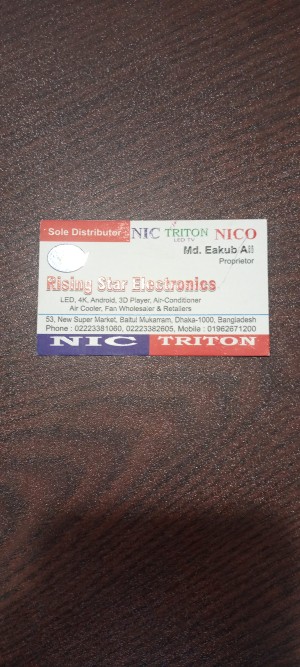 Sole Distributor NIC TRITON NICO
LED TV
Md. Eakub Ali
Proprietor
Rising Star Electronics
LED, 4K, Android, 3D Player, Air-Conditioner
Air Cooler, Fan Wholesaler & Retailers
53, New Super Market, Baitul Mukarram, Dhaka-1000, Bangladesh
Phone : 02223381060, 02223382605, Mobile : 01962671200
NIC TRITON